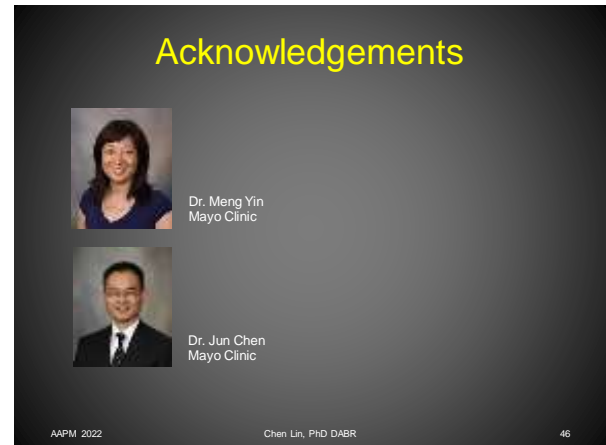 Acknowledgements
Dr. Meng Yin
Mayo Clinic
Dr. Jun Chen
Mayo Clinic
AAPM 2022
Chen Lin, PhD DABR
46